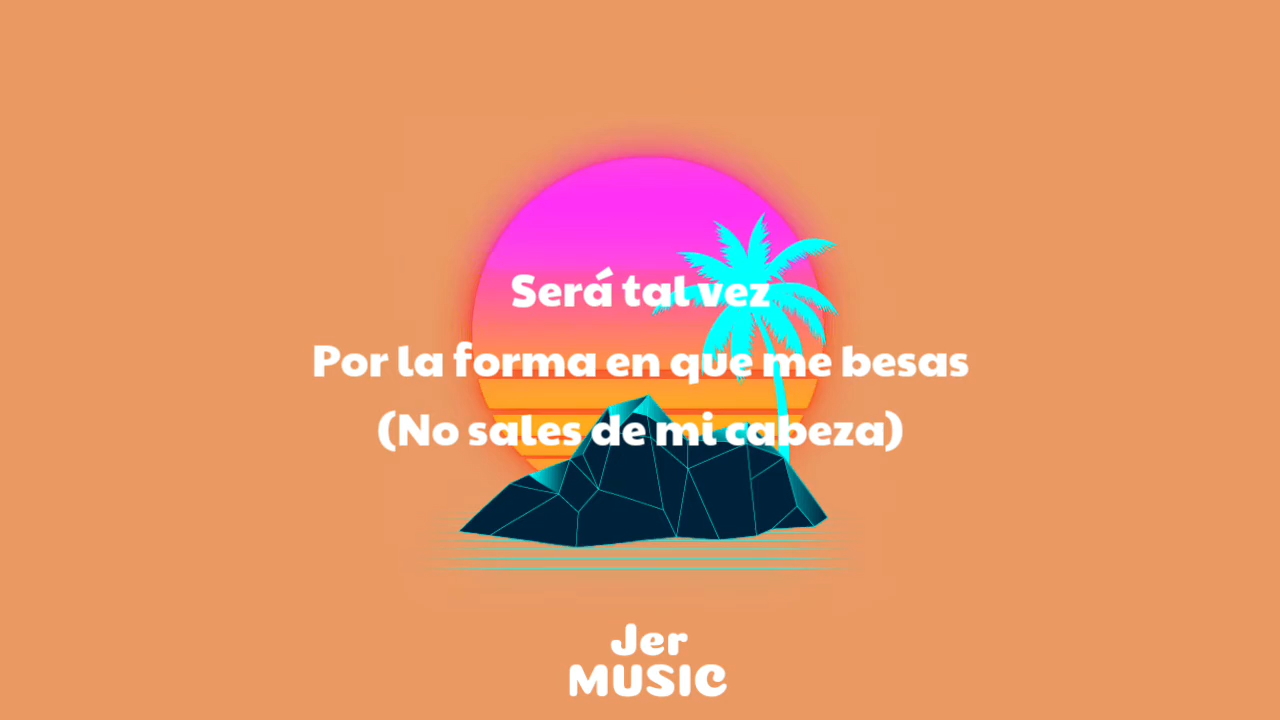 Será tal vez
Por la forma en que me besas
(No sales de mi cabeza)
Jer
MUSIC